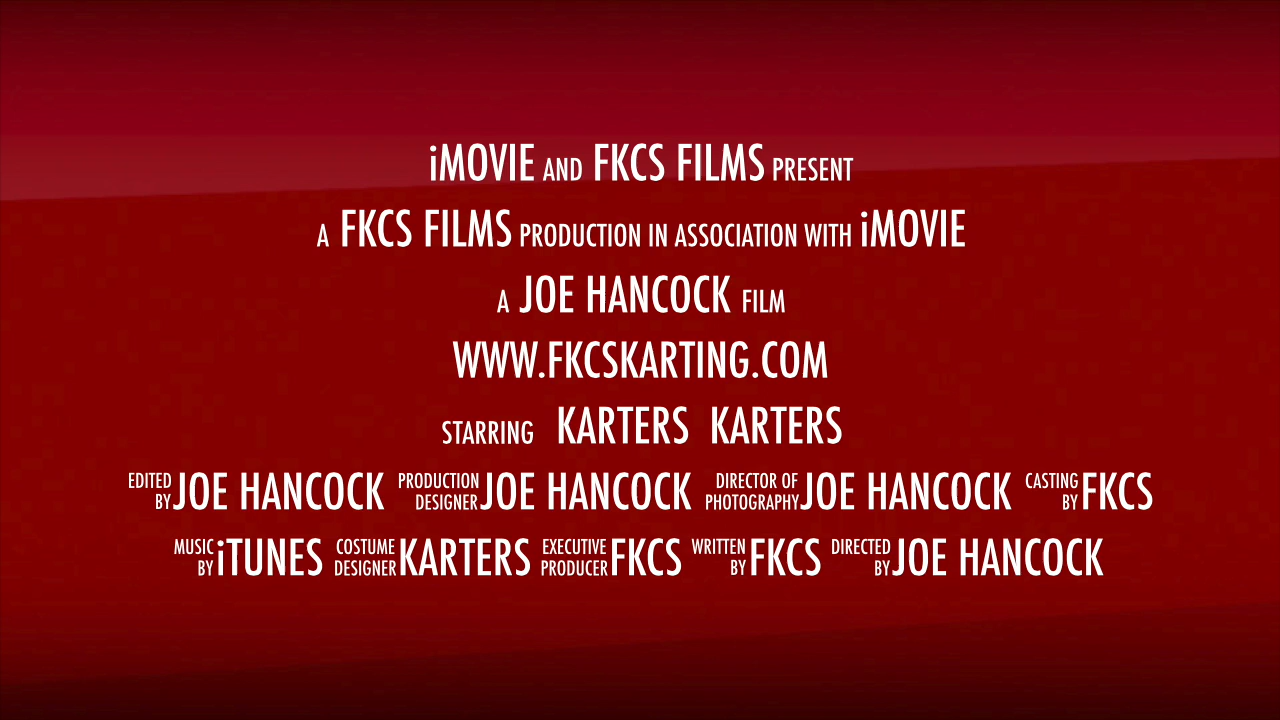 iMOVIE AND FKCS FILMS PRESENT
A FKCS FILMS PRODUCTION IN ASSOCIATION WITH iMOVIE
A JOE HANCOCK FILM
WWW.FKCSKARTING.COM
STARRING KARTERS KARTERS
EDITED BY JOE HANCOCK PRODUCTION DESIGNER JOE HANCOCK DIRECTOR OF PHOTOGRAPHY JOE HANCOCK CASTING BY FKCS
MUSIC BY iTUNES COSTUME DESIGNER KARTERS EXECUTIVE PRODUCER FKCS WRITTEN BY FKCS DIRECTED BY JOE HANCOCK